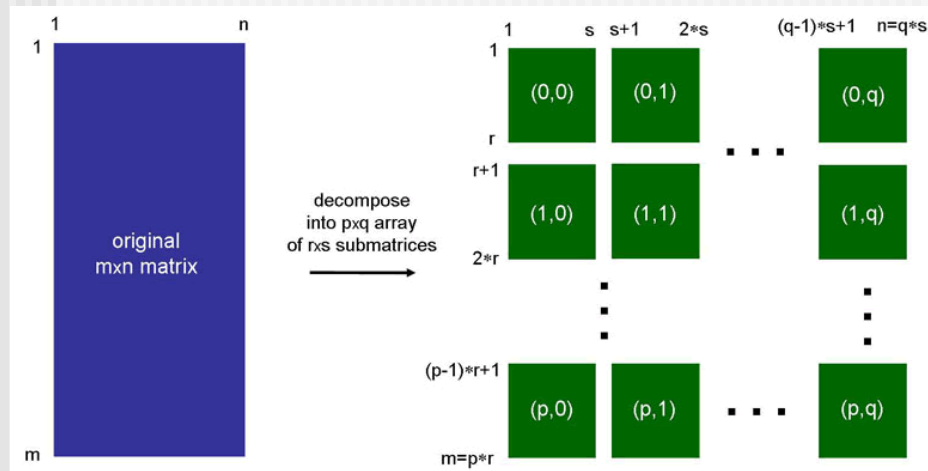 1 n
1
original
mxn matrix
m
decompose
into pxq array
of rxs submatrices
1 s s+1 2*s (q-1)*s+1 n=q*s
1
(0,0) (0,1) (0,q)
r
r+1
(1,0) (1,1) (1,q)
2*r
(p-1)*r+1
(p,0) (p,1) (p,q)
m=p*r